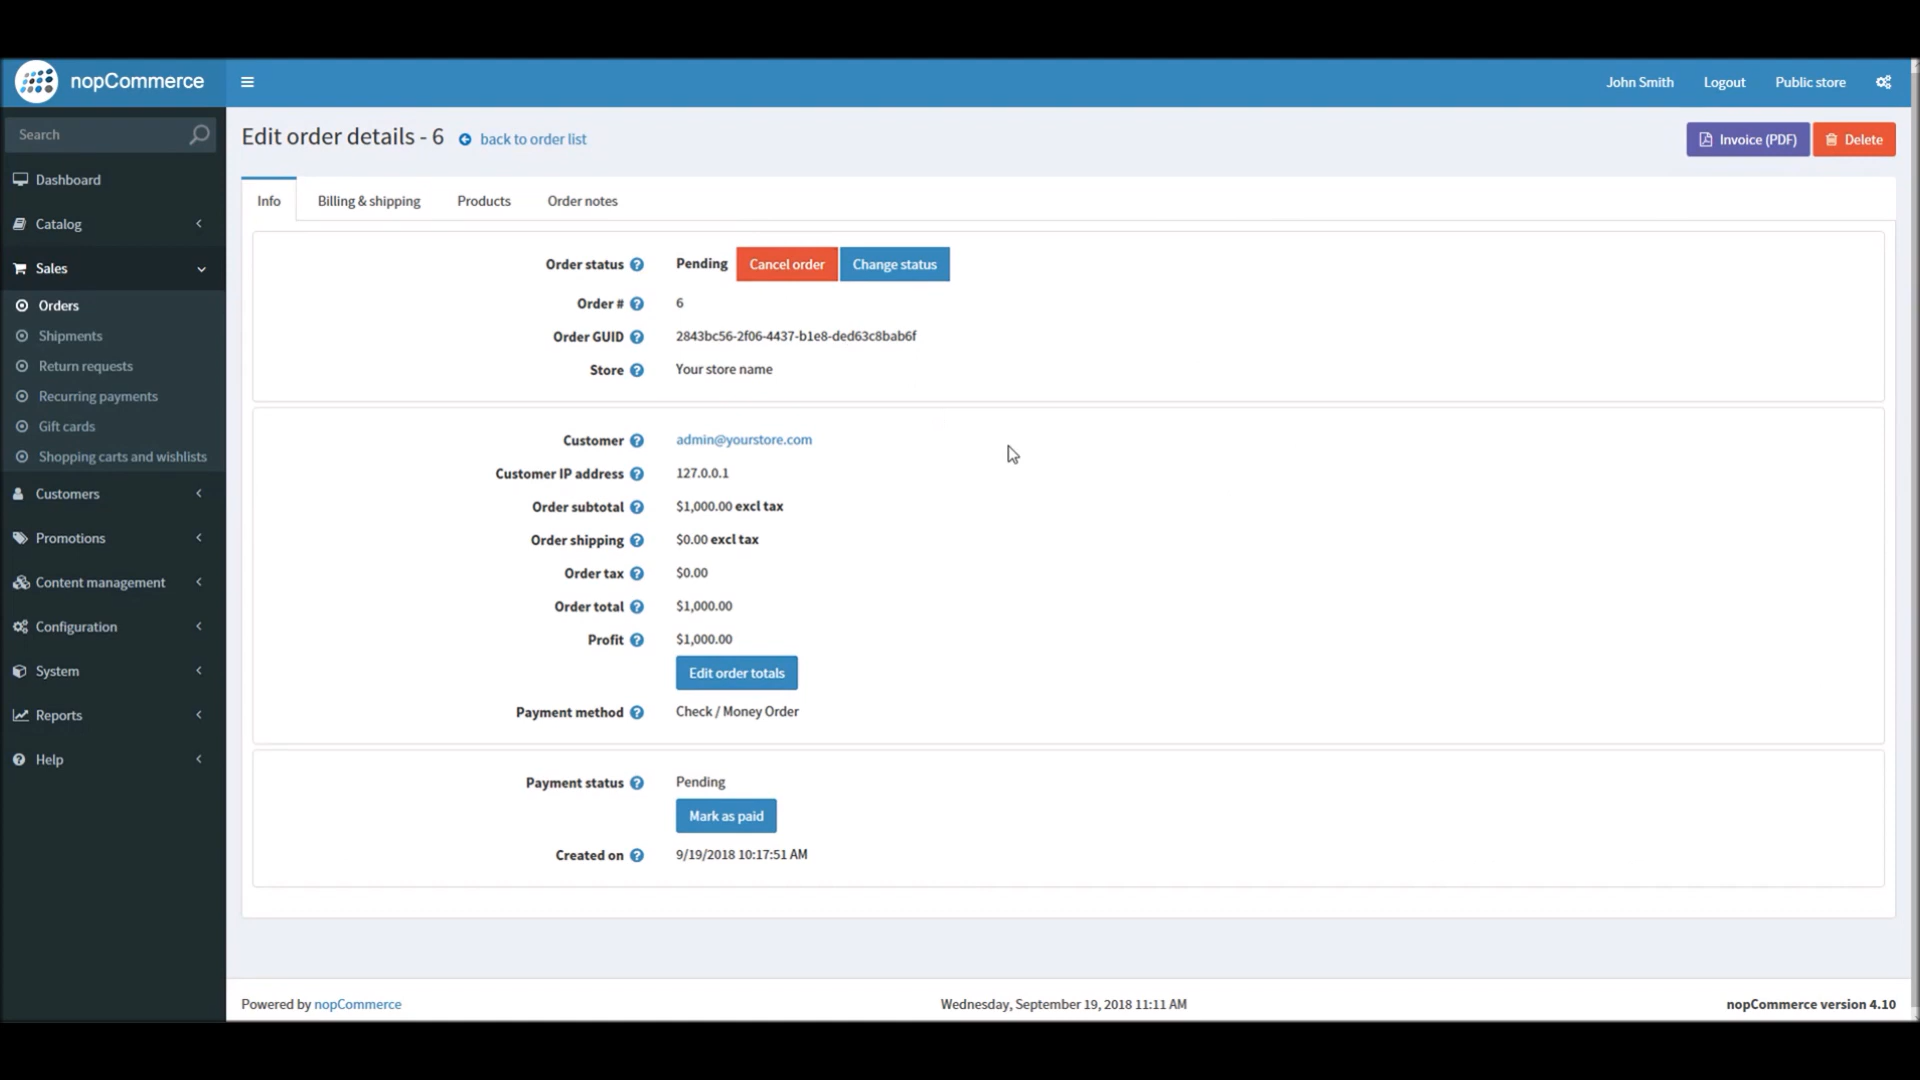 nopCommerce
John Smith Logout Public store
Search
Edit order details - 6 back to order list
Invoice (PDF) Delete
Dashboard
Catalog
Sales
Orders
Shipments
Return requests
Recurring payments
Gift cards
Shopping carts and wishlists
Customers
Promotions
Content management
Configuration
System
Reports
Help
Info Billing & shipping Products Order notes
Order status Pending Cancel order Change status
Order # 6
Order GUID 2843bc56-2f06-4437-b1e8-ded63c8bab6f
Store Your store name
Customer admin@yourstore.com
Customer IP address 127.0.0.1
Order subtotal $1,000.00 excl tax
Order shipping $0.00 excl tax
Order tax $0.00
Order total $1,000.00
Profit $1,000.00
Edit order totals
Payment method Check / Money Order
Payment status Pending
Mark as paid
Created on 9/19/2018 10:17:51 AM
Powered by nopCommerce Wednesday, September 19, 2018 11:11 AM nopCommerce version 4.10